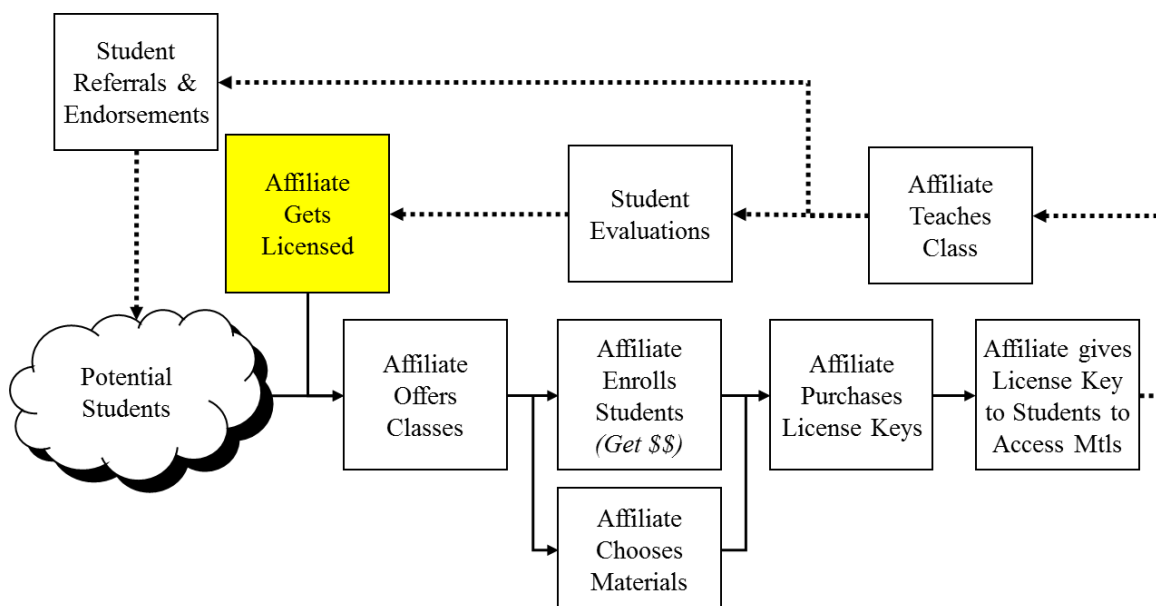 Student
Referrals &
Endorsements
Affiliate
Gets
Licensed
Student
Evaluations
Affiliate
Teaches
Class
Potential
Students
Affiliate
Offers
Classes
Affiliate
Enrolls
Students
(Get $$)
Affiliate
Purchases
License Keys
Affiliate gives
License Key
to Students to
Access Mtls
Affiliate
Chooses
Materials